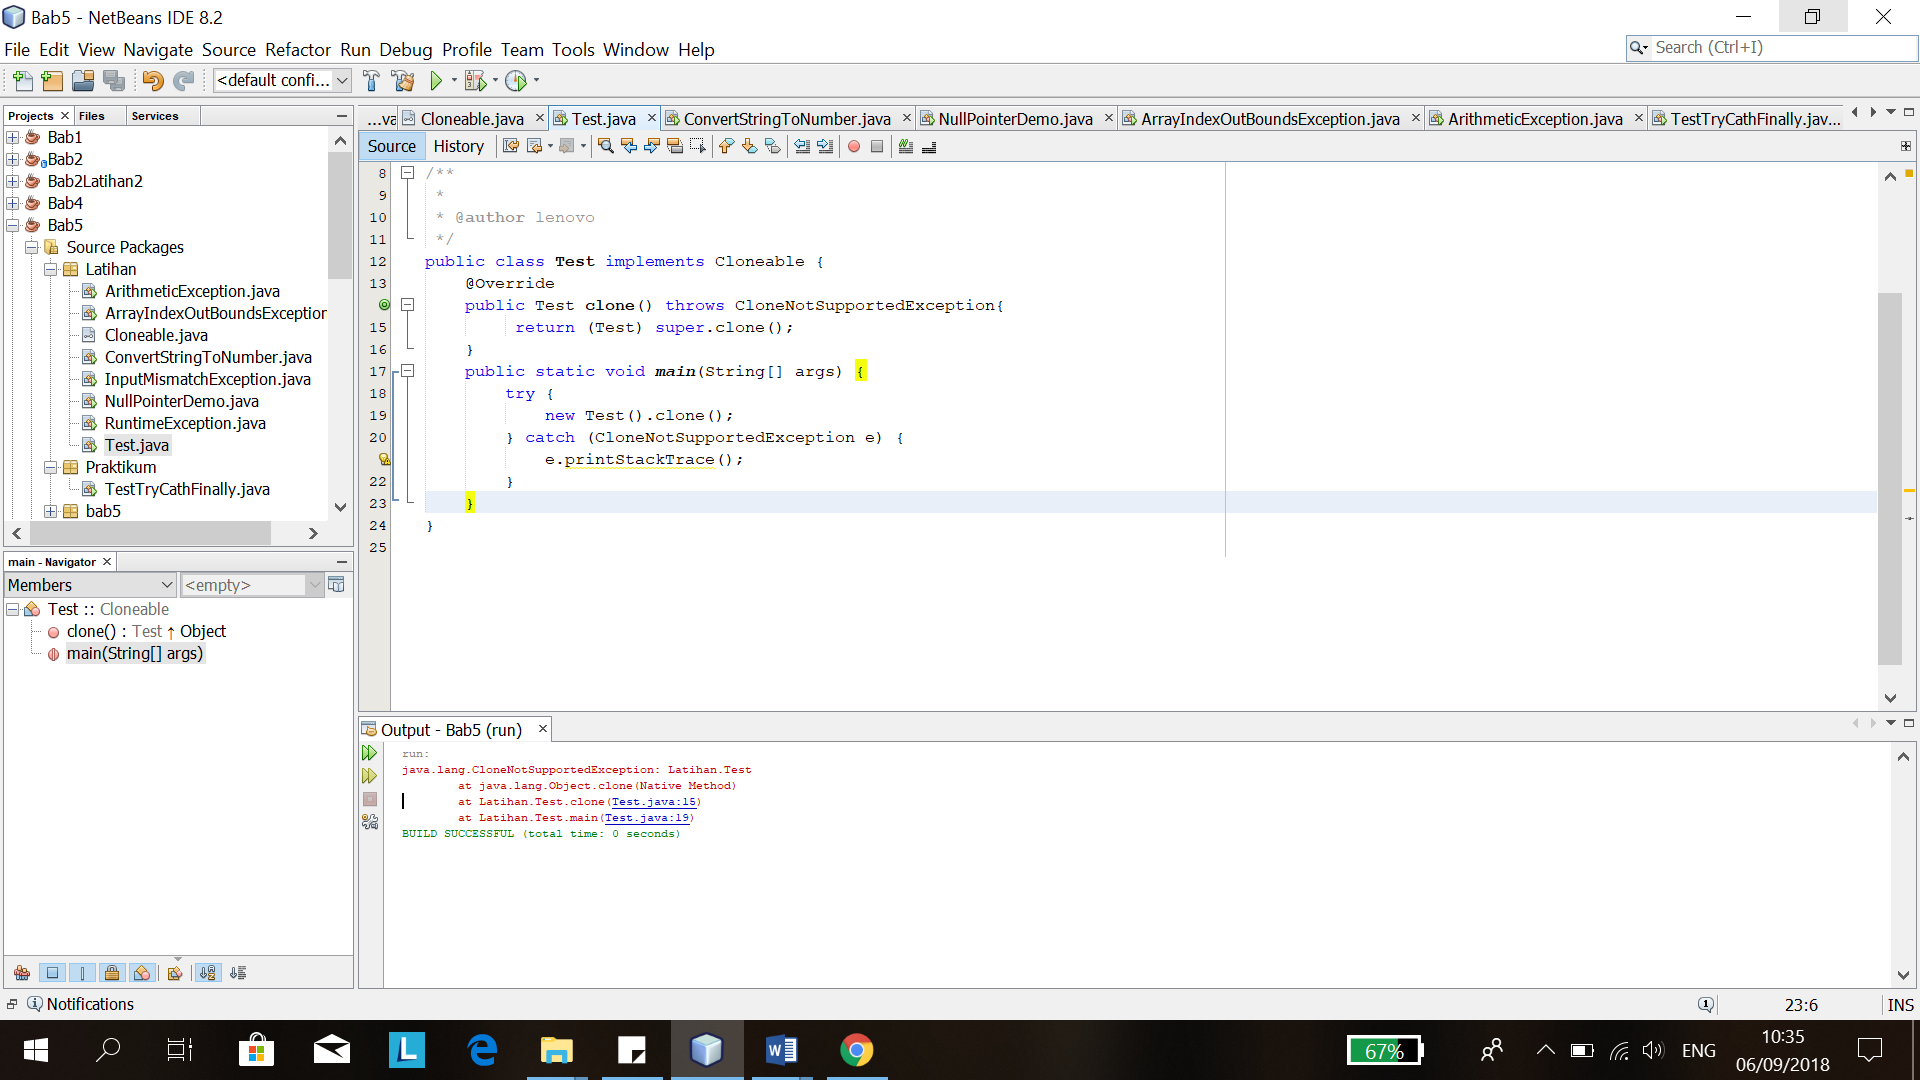 Bab5 - NetBeans IDE 8.2
File Edit View Navigate Source Refactor Run Debug Profile Team Tools Window Help
Search (Ctrl+I)
<default confi...
Projects Files Services
Bab1
Bab2
Bab2Latihan2
Bab4
Bab5
Source Packages
Latihan
ArithmeticException.java
ArrayIndexOutBoundsException
Cloneable.java
ConvertStringToNumber.java
InputMismatchException.java
NullPointerDemo.java
RuntimeException.java
Test.java
Praktikum
TestTryCathFinally.java
bab5
main - Navigator
Members
<empty>
Test :: Cloneable
clone() : Test ↑ Object
main(String[] args)
...va Cloneable.java Test.java ConvertStringToNumber.java NullPointerDemo.java ArrayIndexOutBoundsException.java ArithmeticException.java TestTryCathFinally.jav...
Source History
8 /**
9 *
10 * @author lenovo
11 */
12 public class Test implements Cloneable {
13 @Override
public Test clone() throws CloneNotSupportedException{
15 return (Test) super.clone();
16 }
17 public static void main(String[] args) {
18 try {
19 new Test().clone();
20 } catch (CloneNotSupportedException e) {
e.printStackTrace();
22 }
23 }
24 }
25
Output - Bab5 (run)
run:
java.lang.CloneNotSupportedException: Latihan.Test
at java.lang.Object.clone(Native Method)
at Latihan.Test.clone(Test.java:15)
at Latihan.Test.main(Test.java:19)
BUILD SUCCESSFUL (total time: 0 seconds)
Notifications
23:6
INS
67%
ENG
10:35
06/09/2018